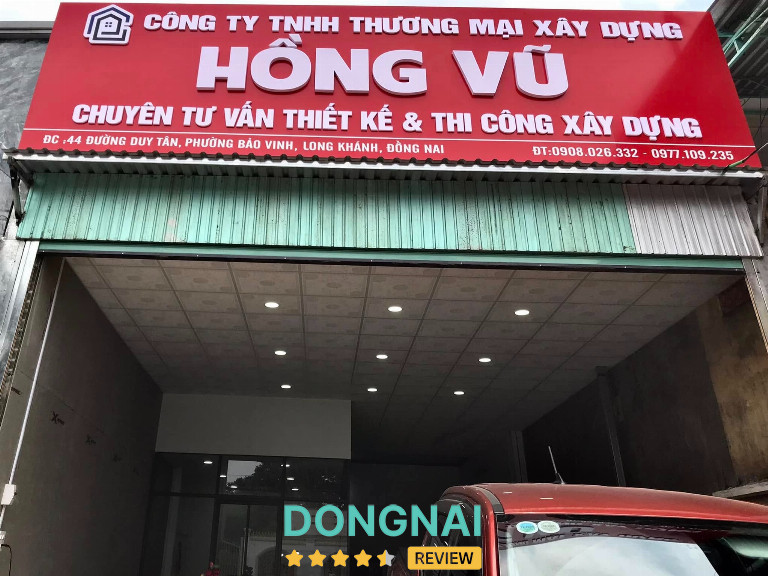 CÔNG TY TNHH THƯƠNG MẠI XÂY DỰNG
HỒNG VŨ
CHUYÊN TƯ VẤN THIẾT KẾ & THI CÔNG XÂY DỰNG
ĐC :44 ĐƯỜNG DUY TÂN, PHƯỜNG BẢO VINH, LONG KHÁNH, ĐỒNG NAI ĐT:0908.026.332 - 0977.109.235
DONGNAI
REVIEW